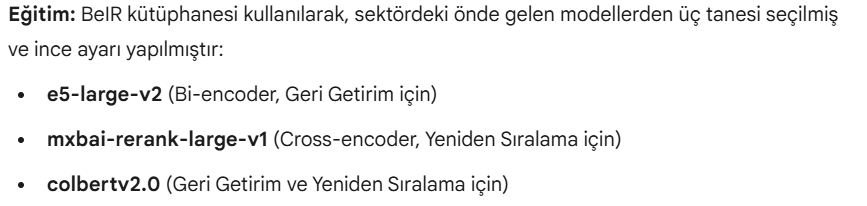 Eğitim: BeIR kütüphanesi kullanılarak, sektördeki önde gelen modellerden üç tanesi seçilmiş
ve ince ayarı yapılmıştır:
• e5-large-v2 (Bi-encoder, Geri Getirim için)
• mxbai-rerank-large-v1 (Cross-encoder, Yeniden Sıralama için)
• colbertv2.0 (Geri Getirim ve Yeniden Sıralama için)